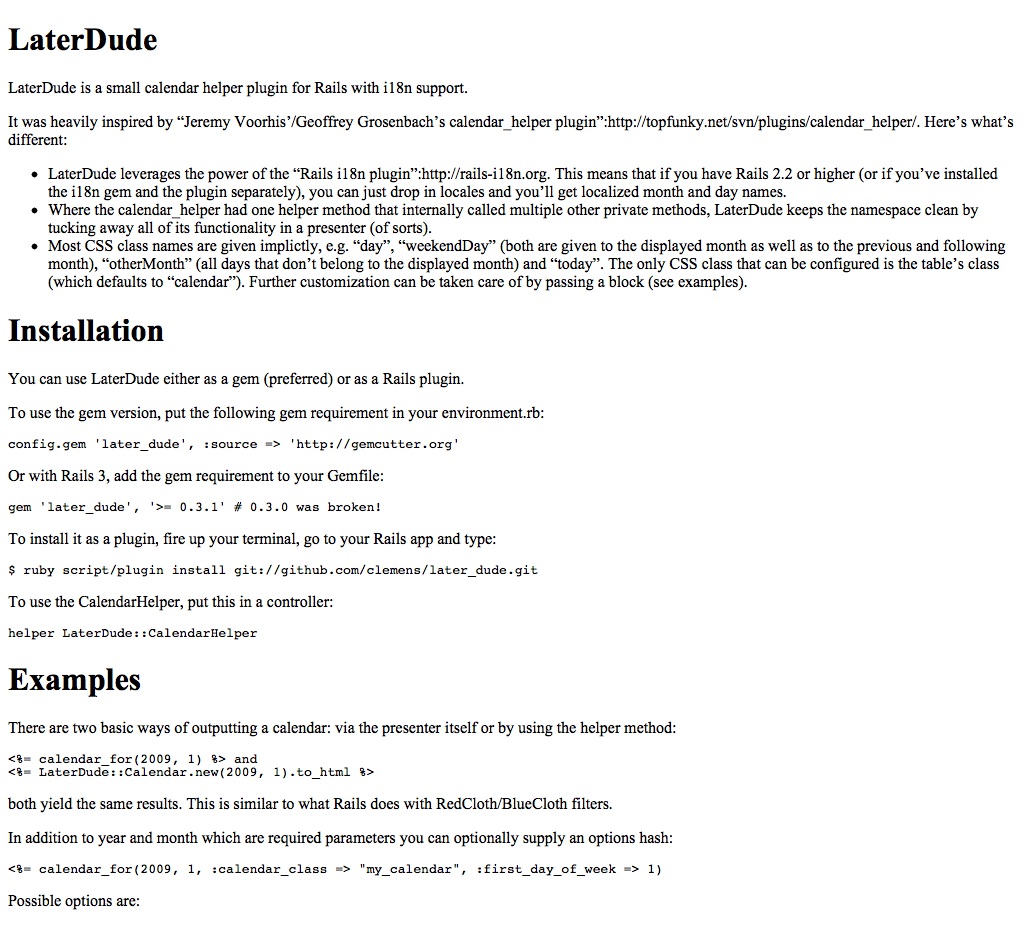 LaterDude
LaterDude is a small calendar helper plugin for Rails with i18n support.
It was heavily inspired by “Jeremy Voorhis’/Geoffrey Grosenbach’s calendar_helper plugin”:http://topfunky.net/svn/plugins/calendar_helper/. Here’s what’s
different:
• LaterDude leverages the power of the “Rails i18n plugin”:http://rails-i18n.org. This means that if you have Rails 2.2 or higher (or if you’ve installed
the i18n gem and the plugin separately), you can just drop in locales and you’ll get localized month and day names.
• Where the calendar_helper had one helper method that internally called multiple other private methods, LaterDude keeps the namespace clean by
tucking away all of its functionality in a presenter (of sorts).
• Most CSS class names are given implictly, e.g. “day”, “weekendDay” (both are given to the displayed month as well as to the previous and following
month), “otherMonth” (all days that don’t belong to the displayed month) and “today”. The only CSS class that can be configured is the table’s class
(which defaults to “calendar”). Further customization can be taken care of by passing a block (see examples).
Installation
You can use LaterDude either as a gem (preferred) or as a Rails plugin.
To use the gem version, put the following gem requirement in your environment.rb:
config.gem 'later_dude', :source => 'http://gemcutter.org'
Or with Rails 3, add the gem requirement to your Gemfile:
gem 'later_dude', '>= 0.3.1' # 0.3.0 was broken!
To install it as a plugin, fire up your terminal, go to your Rails app and type:
$ ruby script/plugin install git://github.com/clemens/later_dude.git
To use the CalendarHelper, put this in a controller:
helper LaterDude::CalendarHelper
Examples
There are two basic ways of outputting a calendar: via the presenter itself or by using the helper method:
<%= calendar_for(2009, 1) %> and
<%= LaterDude::Calendar.new(2009, 1).to_html %>
both yield the same results. This is similar to what Rails does with RedCloth/BlueCloth filters.
In addition to year and month which are required parameters you can optionally supply an options hash:
<%= calendar_for(2009, 1, :calendar_class => "my_calendar", :first_day_of_week => 1)
Possible options are: